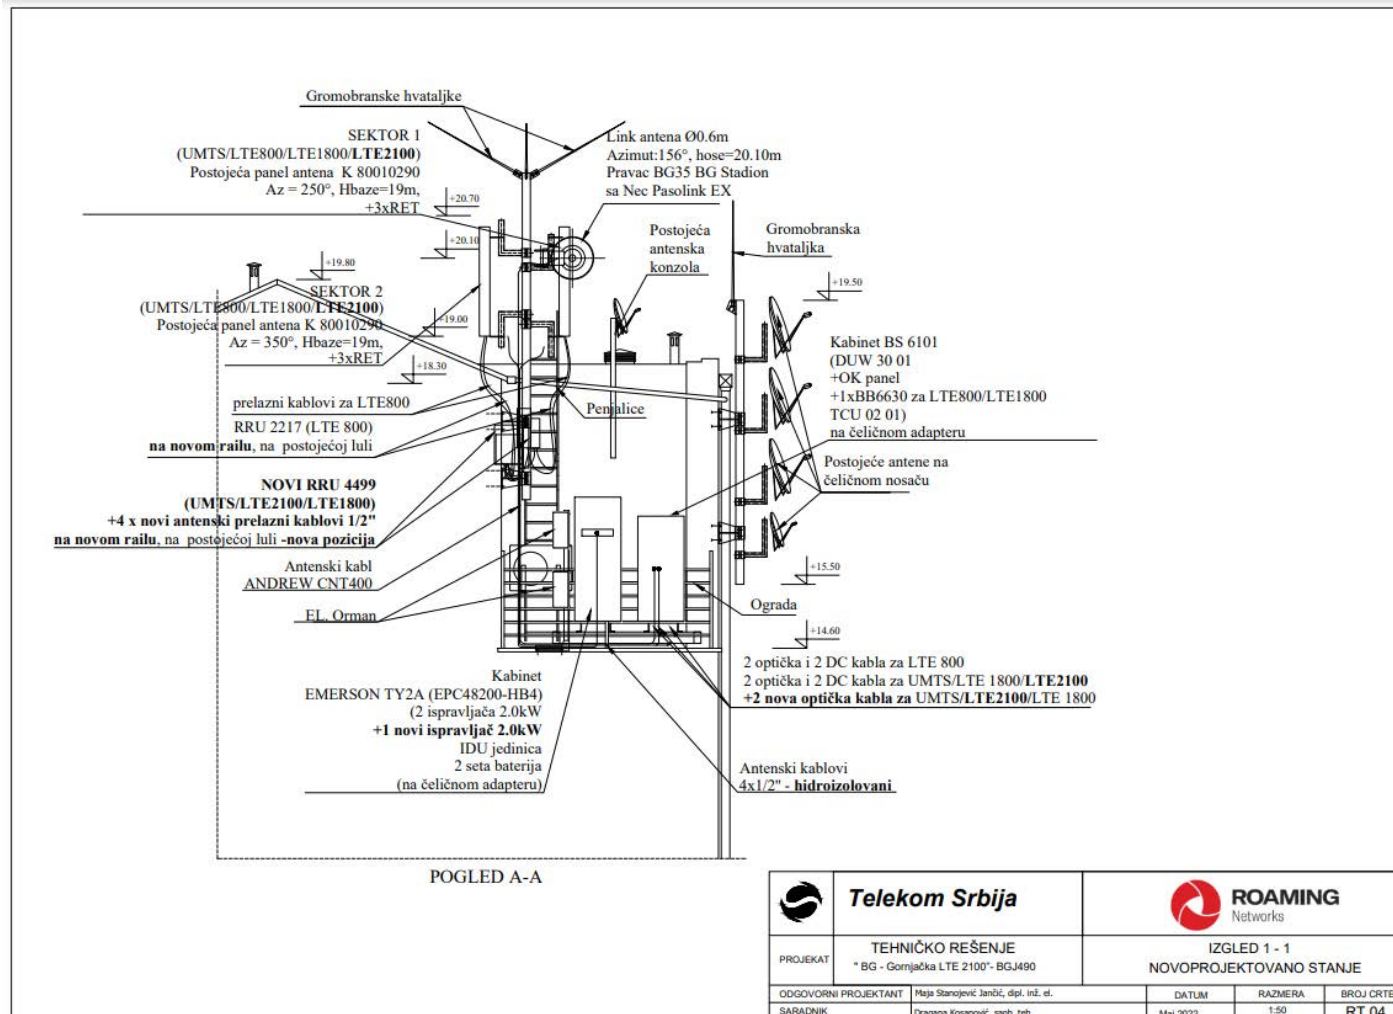 Gromobranske hvataljke
SEKTOR 1
(UMTS/LTE800/LTE1800/LTE2100)
Postojeća panel antena K 80010290
Az = 250°, Hbaze=19m,
+3xRET
Link antena Ø0.6m
Azimut:156°, hose=20.10m
Pravac BG35 BG Stadion
sa Nec Pasolink EX
+20.70
+20.10
Postojeća
antenska
konzola
Gromobranska
hvataljka
+19.80
SEKTOR 2
(UMTS/LTE800/LTE1800/LTE2100)
Postojeća panel antena K 80010290
Az = 350°, Hbaze=19m,
+3xRET
+19.00
+18.30
+19.50
Kabinet BS 6101
(DUW 30 01
+OK panel
+1xBB6630 za LTE800/LTE1800
TCU 02 01)
na čeličnom adapteru
prelazni kablovi za LTE800
Penjalice
RRU 2217 (LTE 800)
na novom railu, na postojećoj luli
Postojeće antene na
čeličnom nosaču
NOVI RRU 4499
(UMTS/LTE2100/LTE1800)
+4 x novi antenski prelazni kablovi 1/2"
na novom railu, na postojećoj luli -nova pozicija
Antenski kabl
ANDREW CNT400
+15.50
EL. Orman
Ograda
+14.60
2 optička i 2 DC kabla za LTE 800
2 optička i 2 DC kabla za UMTS/LTE 1800/LTE2100
+2 nova optička kabla za UMTS/LTE2100/LTE 1800
Kabinet
EMERSON TY2A (EPC48200-HB4)
(2 ispravljača 2.0kW
+1 novi ispravljač 2.0kW
IDU jedinica
2 seta baterija
(na čeličnom adapteru)
Antenski kablovi
4x1/2" - hidroizolovani
POGLED A-A
Telekom Srbija
ROAMING
Networks
PROJEKAT
TEHNIČKO REŠENJE
" BG - Gornjačka LTE 2100"- BGJ490
IZGLED 1 - 1
NOVOPROJEKTOVANO STANJE
ODGOVORNI PROJEKTANT
Maja Stanojević Jančić, dipl. inž. el.
DATUM
RAZMERA
BROJ CRTE
SARADNIK
Dragana Kosanović, saob. teh.
Maj 2022
1:50
RT 04